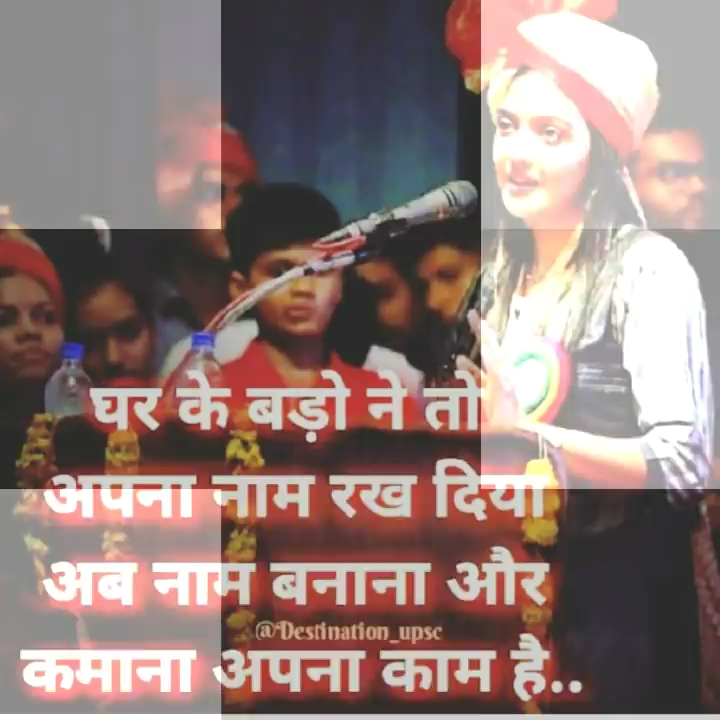 घर के बड़ो ने तो
अपना नाम रख दिया
अब नाम बनाना और
@Destination_upsc
कमाना अपना काम है..